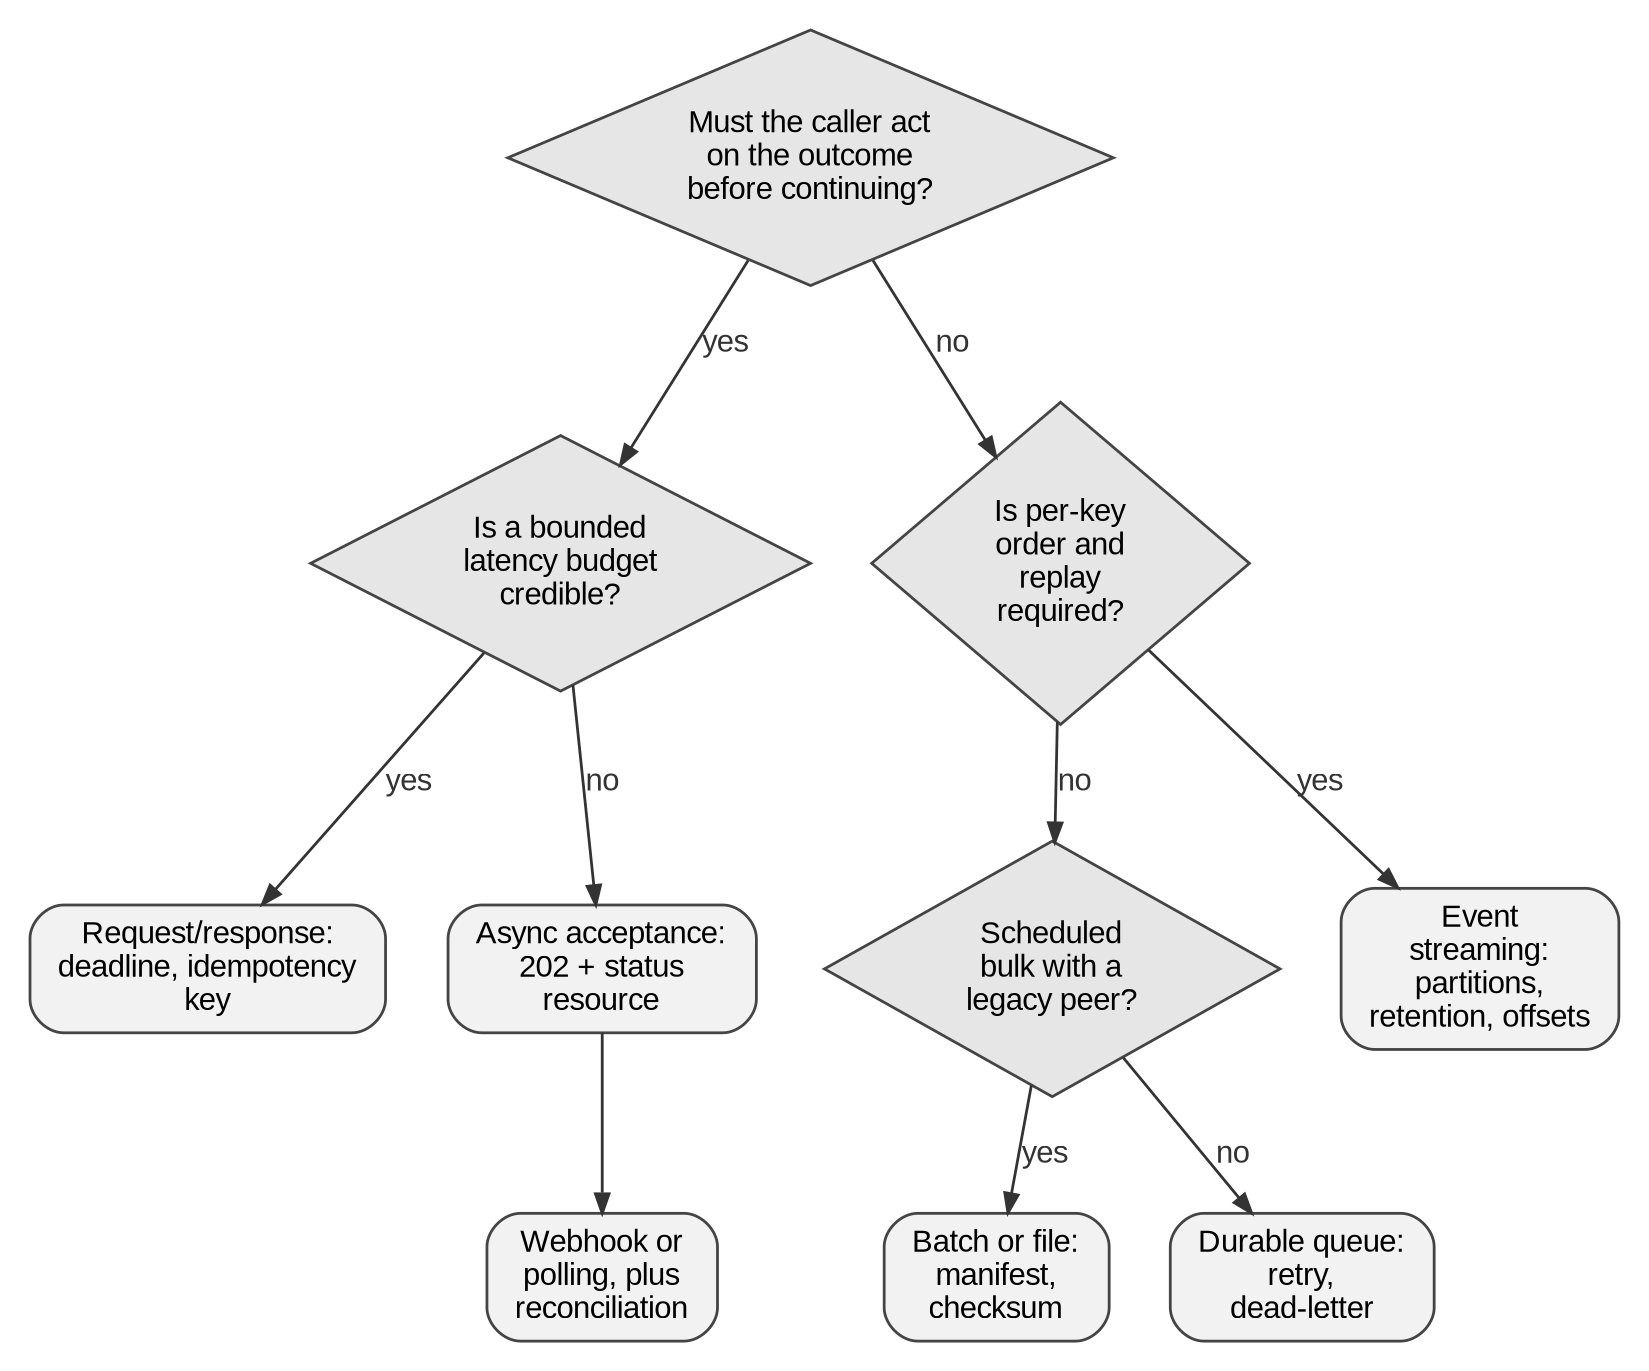 Must the caller act
on the outcome
before continuing?
yes
no
Is a bounded
latency budget
credible?
Is per-key
order and
replay
required?
yes
no
no
yes
Request/response:
deadline, idempotency
key
Async acceptance:
202 + status
resource
Scheduled
bulk with a
legacy peer?
Event
streaming:
partitions,
retention, offsets
yes
no
Webhook or
polling, plus
reconciliation
Batch or file:
manifest,
checksum
Durable queue:
retry,
dead-letter